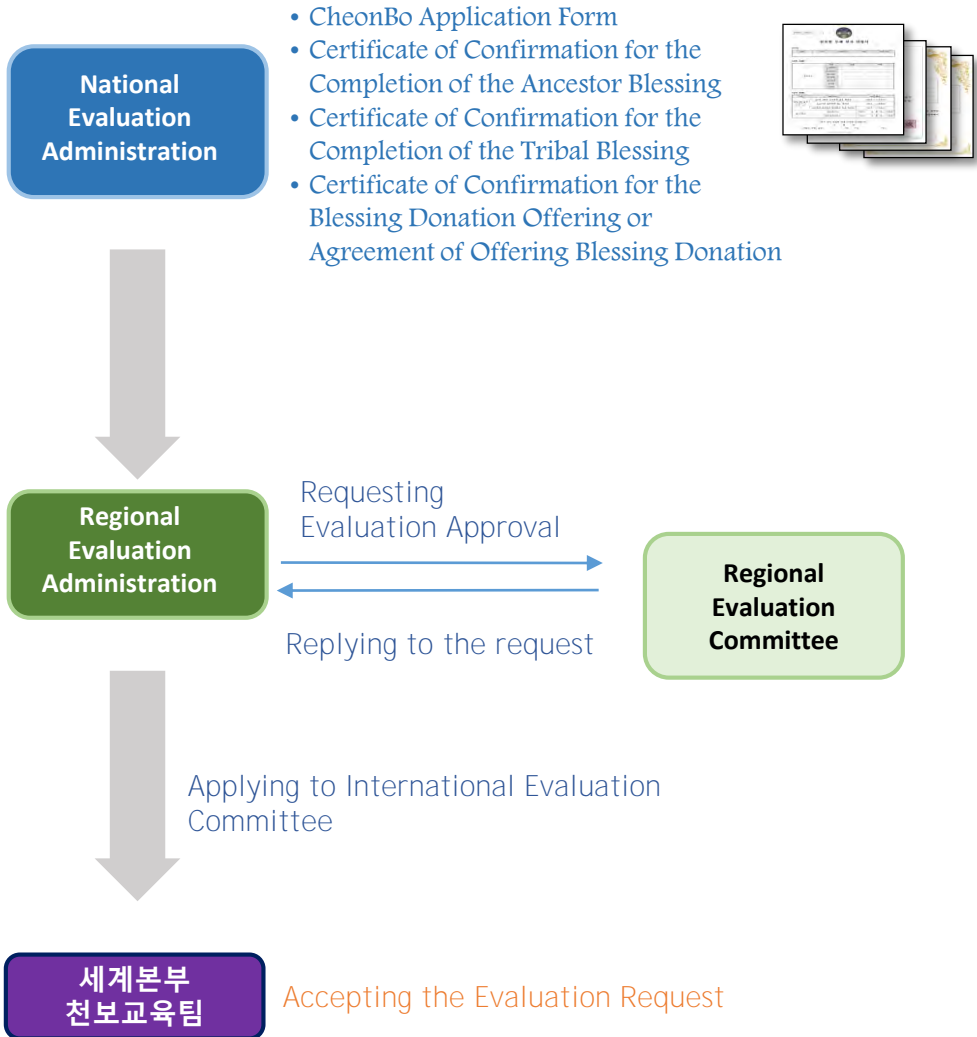 National
Evaluation
Administration
• CheonBo Application Form
• Certificate of Confirmation for the
Completion of the Ancestor Blessing
• Certificate of Confirmation for the
Completion of the Tribal Blessing
• Certificate of Confirmation for the
Blessing Donation Offering or
Agreement of Offering Blessing Donation
Regional
Evaluation
Administration
Requesting
Evaluation Approval
Replying to the request
Regional
Evaluation
Committee
Applying to International Evaluation
Committee
세계본부
천보교육팀
Accepting the Evaluation Request